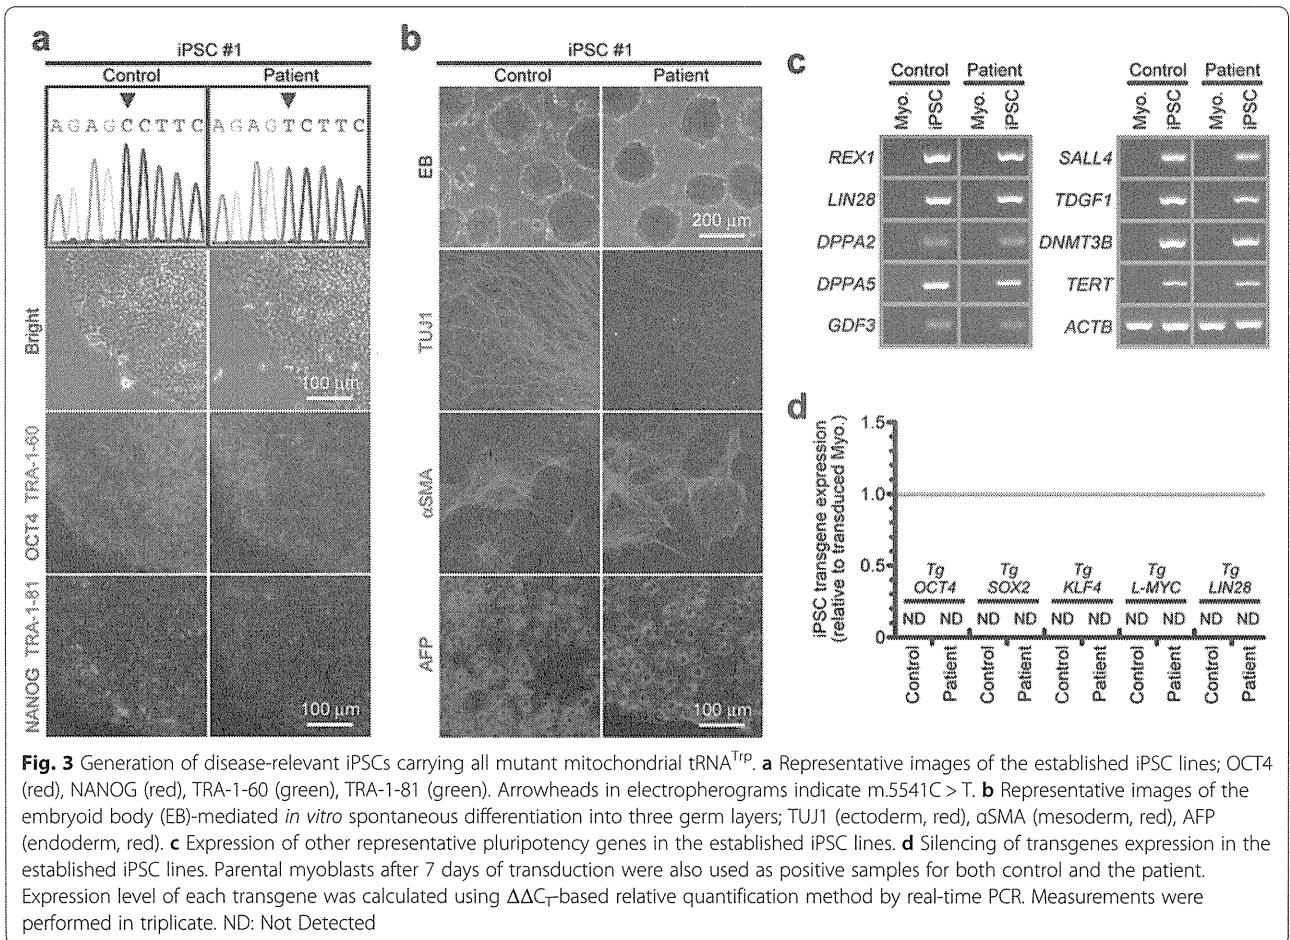 a
iPSC #1
Control Patient
AGAGCCTTC AGAGTCTTC
Bright
100 μm
OCT4 TRA-1-60
NANOG TRA-1-81
100 μm
b
iPSC #1
Control Patient
EB
200 μm
TUJ1
αSMA
AFP
100 μm
c
Control Patient
Myo. iPSC Myo. iPSC
REX1
LIN28
DPPA2
DPPA5
GDF3
Control Patient
Myo. iPSC Myo. iPSC
SALL4
TDGF1
DNMT3B
TERT
ACTB
d
iPSC transgene expression
(relative to transduced Myo.)
1.5
1.0
0.5
0
Tg Tg Tg Tg Tg
OCT4 SOX2 KLF4 L-MYC LIN28
ND ND ND ND ND ND ND ND ND ND
Control Patient Control Patient Control Patient Control Patient Control Patient
Fig. 3 Generation of disease-relevant iPSCs carrying all mutant mitochondrial tRNATrp. a Representative images of the established iPSC lines; OCT4
(red), NANOG (red), TRA-1-60 (green), TRA-1-81 (green). Arrowheads in electropherograms indicate m.5541C > T. b Representative images of the
embryoid body (EB)-mediated in vitro spontaneous differentiation into three germ layers; TUJ1 (ectoderm, red), αSMA (mesoderm, red), AFP
(endoderm, red). c Expression of other representative pluripotency genes in the established iPSC lines. d Silencing of transgenes expression in the
established iPSC lines. Parental myoblasts after 7 days of transduction were also used as positive samples for both control and the patient.
Expression level of each transgene was calculated using ΔΔCT-based relative quantification method by real-time PCR. Measurements were
performed in triplicate. ND: Not Detected